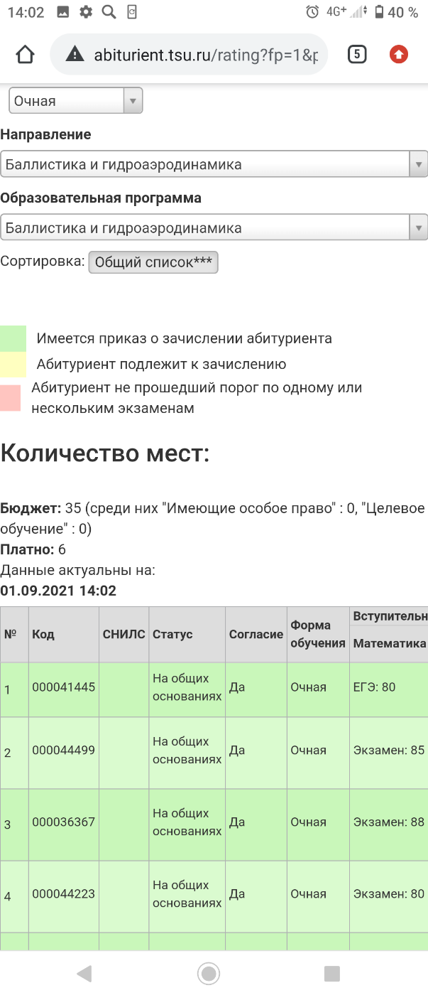 14:02 4G+ 40 %
abiturient.tsu.ru/rating?fp=1&p 5
Очная
Направление
Баллистика и гидроаэродинамика
Образовательная программа
Баллистика и гидроаэродинамика
Сортировка: Общий список***
Имеется приказ о зачислении абитуриента
Абитуриент подлежит к зачислению
Абитуриент не прошедший порог по одному или
нескольким экзаменам
Количество мест:
Бюджет: 35 (среди них "Имеющие особое право" : 0, "Целевое
обучение" : 0)
Платно: 6
Данные актуальны на:
01.09.2021 14:02
№ Код СНИЛС Статус Согласие Форма обучения Вступительн
Математика
1 000041445 На общих основаниях Да Очная ЕГЭ: 80
2 000044499 На общих основаниях Да Очная Экзамен: 85
3 000036367 На общих основаниях Да Очная Экзамен: 88
4 000044223 На общих основаниях Да Очная Экзамен: 80